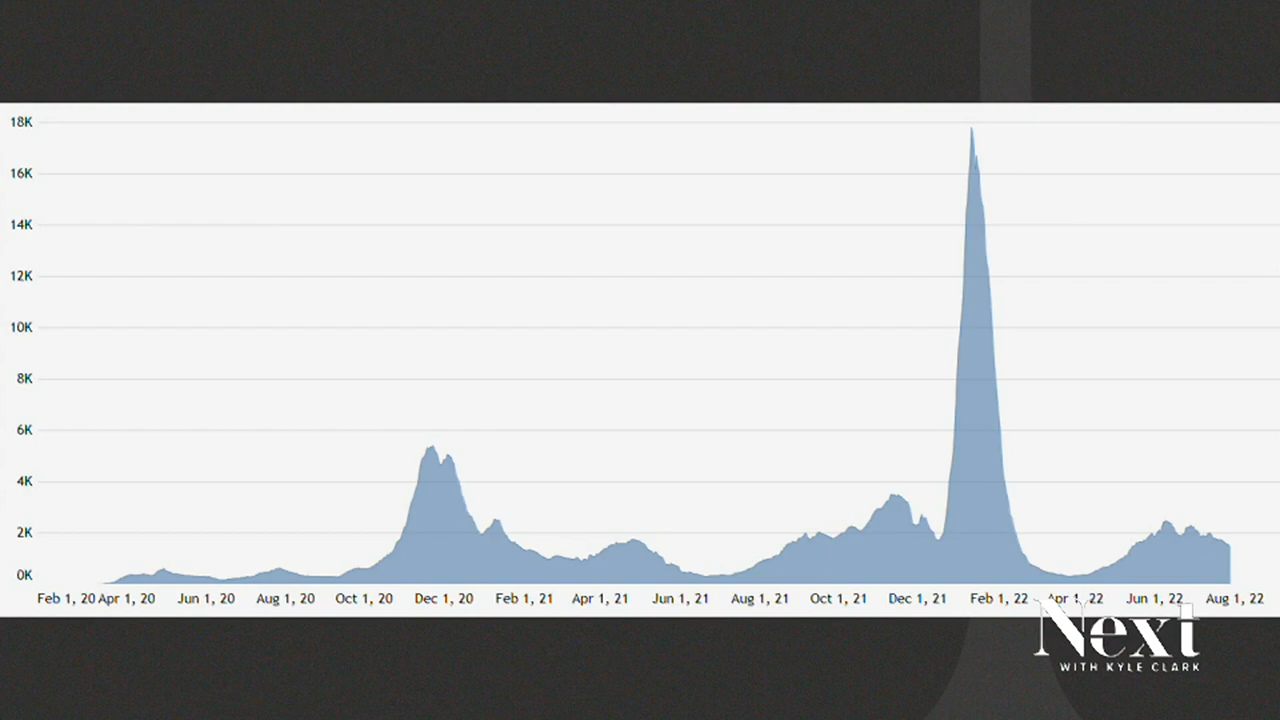 18K
16K
14K
12K
10K
8K
6K
4K
2K
0K
Feb 1, 20 Apr 1, 20 Jun 1, 20 Aug 1, 20 Oct 1, 20 Dec 1, 20 Feb 1, 21 Apr 1, 21 Jun 1, 21 Aug 1, 21 Oct 1, 21 Dec 1, 21 Feb 1, 22 Apr 1, 22 Jun 1, 22 Aug 1, 22
Next
WITH KYLE CLARK